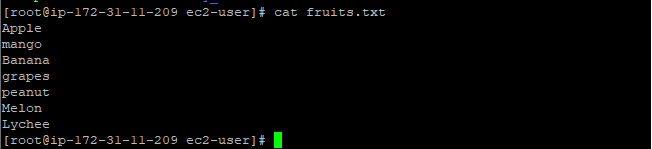 [root@ip-172-31-11-209 ec2-user]# cat fruits.txt
Apple
mango
Banana
grapes
peanut
Melon
Lychee
[root@ip-172-31-11-209 ec2-user]#